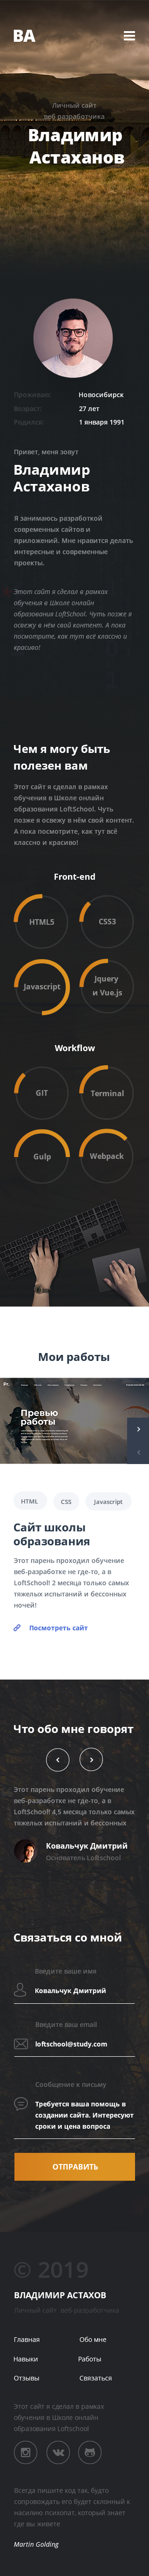 BA
Личный сайт
веб разработчика
Владимир
Астаханов
Проживаю: Новосибирск
Возраст: 27 лет
Родился: 1 января 1991
Привет, меня зовут
Владимир
Астаханов
Я занимаюсь разработкой
современных сайтов и
приложений. Мне нравится делать
интересные и современные
проекты.
Этот сайт я сделал в рамках
обучения в Школе онлайн
образования LoftSchool. Чуть позже я
освежу в нём свой контент. А пока
посмотрите, как тут всё классно и
красиво!
Чем я могу быть
полезен вам
Этот сайт я сделал в рамках
обучения в Школе онлайн
образования LoftSchool. Чуть
позже я освежу в нём свой контент.
А пока посмотрите, как тут всё
классно и красиво!
Front-end
HTML5
CSS3
Javascript
Jquery
и Vue.js
Workflow
GIT
Terminal
Gulp
Webpack
Мои работы
Превью
работы
HTML
CSS
Javascript
Сайт школы
образования
Этот парень проходил обучение
веб-разработке не где-то, а в
LoftSchool! 2 месяца только самых
тяжелых испытаний и бессонных
ночей!
Посмотреть сайт
Что обо мне говорят
Этот парень проходил обучение
веб-разработке не где-то, а в
LoftSchool! 4,5 месяца только самых
тяжелых испытаний и бессонных
Ковальчук Дмитрий
Основатель Loftschool
Связаться со мной
Введите ваше имя
Ковальчук Дмитрий
Введите ваш email
loftschool@study.com
Сообщение к письму
Требуется ваша помощь в
создании сайта. Интересуют
сроки и цена вопроса
ОТПРАВИТЬ
© 2019
ВЛАДИМИР АСТАХОВ
Личный сайт веб-разработчика
Главная
Обо мне
Навыки
Работы
Отзывы
Связаться
Этот сайт я сделал в рамках
обучения в Школе онлайн
образования Loftschool
Всегда пишите код так, будто
сопровождать его будет склонный к
насилию психопат, который знает
где вы живете
Martin Golding